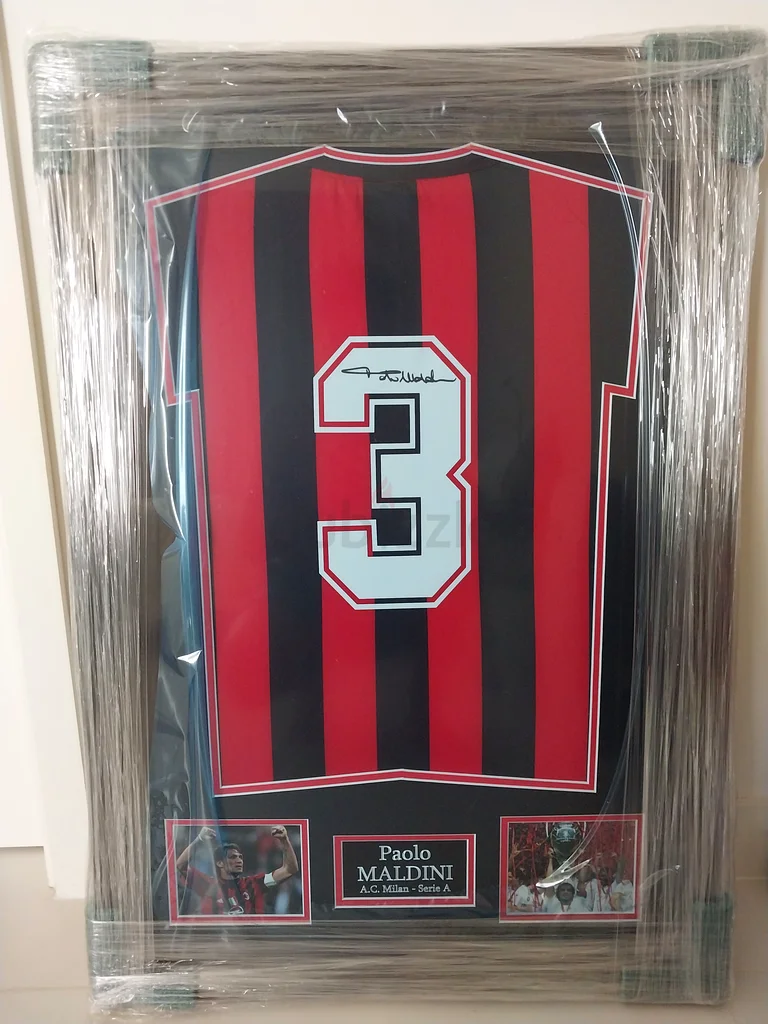 3
Paolo
MALDINI
A.C. Milan - Serie A